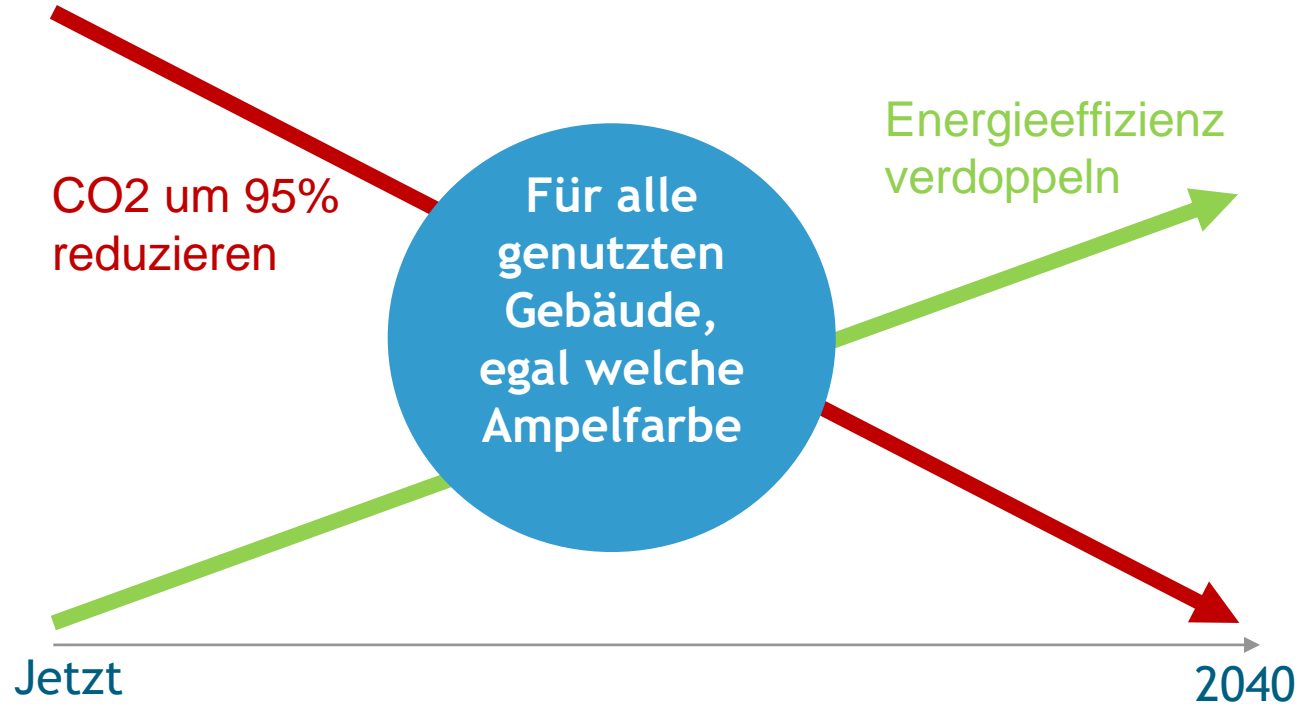 CO2 um 95%
reduzieren
Für alle
genutzten
Gebäude,
egal welche
Ampelfarbe
Energieeffizienz
verdoppeln
Jetzt
2040